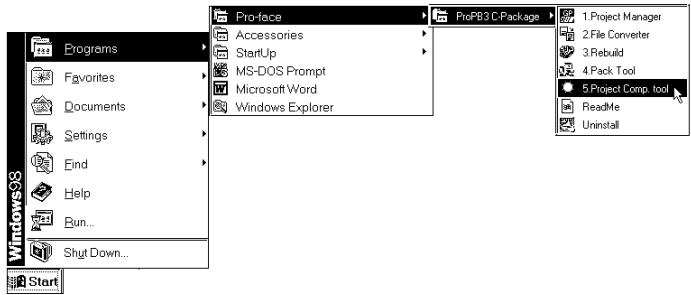 Pro-face
Accessories
StartUp
MS-DOS Prompt
Microsoft Word
Windows Explorer
ProPB3 C-Package
1.Project Manager
2.File Converter
3.Rebuild
4.Pack Tool
5.Project Comp. tool
ReadMe
Uninstall
Programs
Favorites
Documents
Settings
Find
Help
Run...
Shut Down...
Windows98
Start